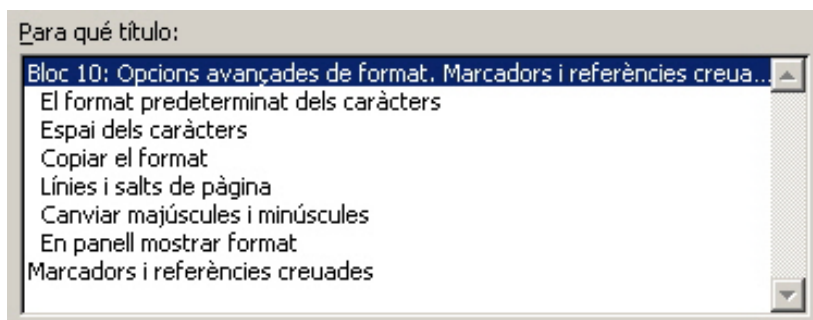 Para qué título:
Bloc 10: Opcions avançades de format. Marcadors i referències creua...
El format predeterminat dels caràcters
Espai dels caràcters
Copiar el format
Línies i salts de pàgina
Canviar majúscules i minúscules
En panell mostrar format
Marcadors i referències creuades